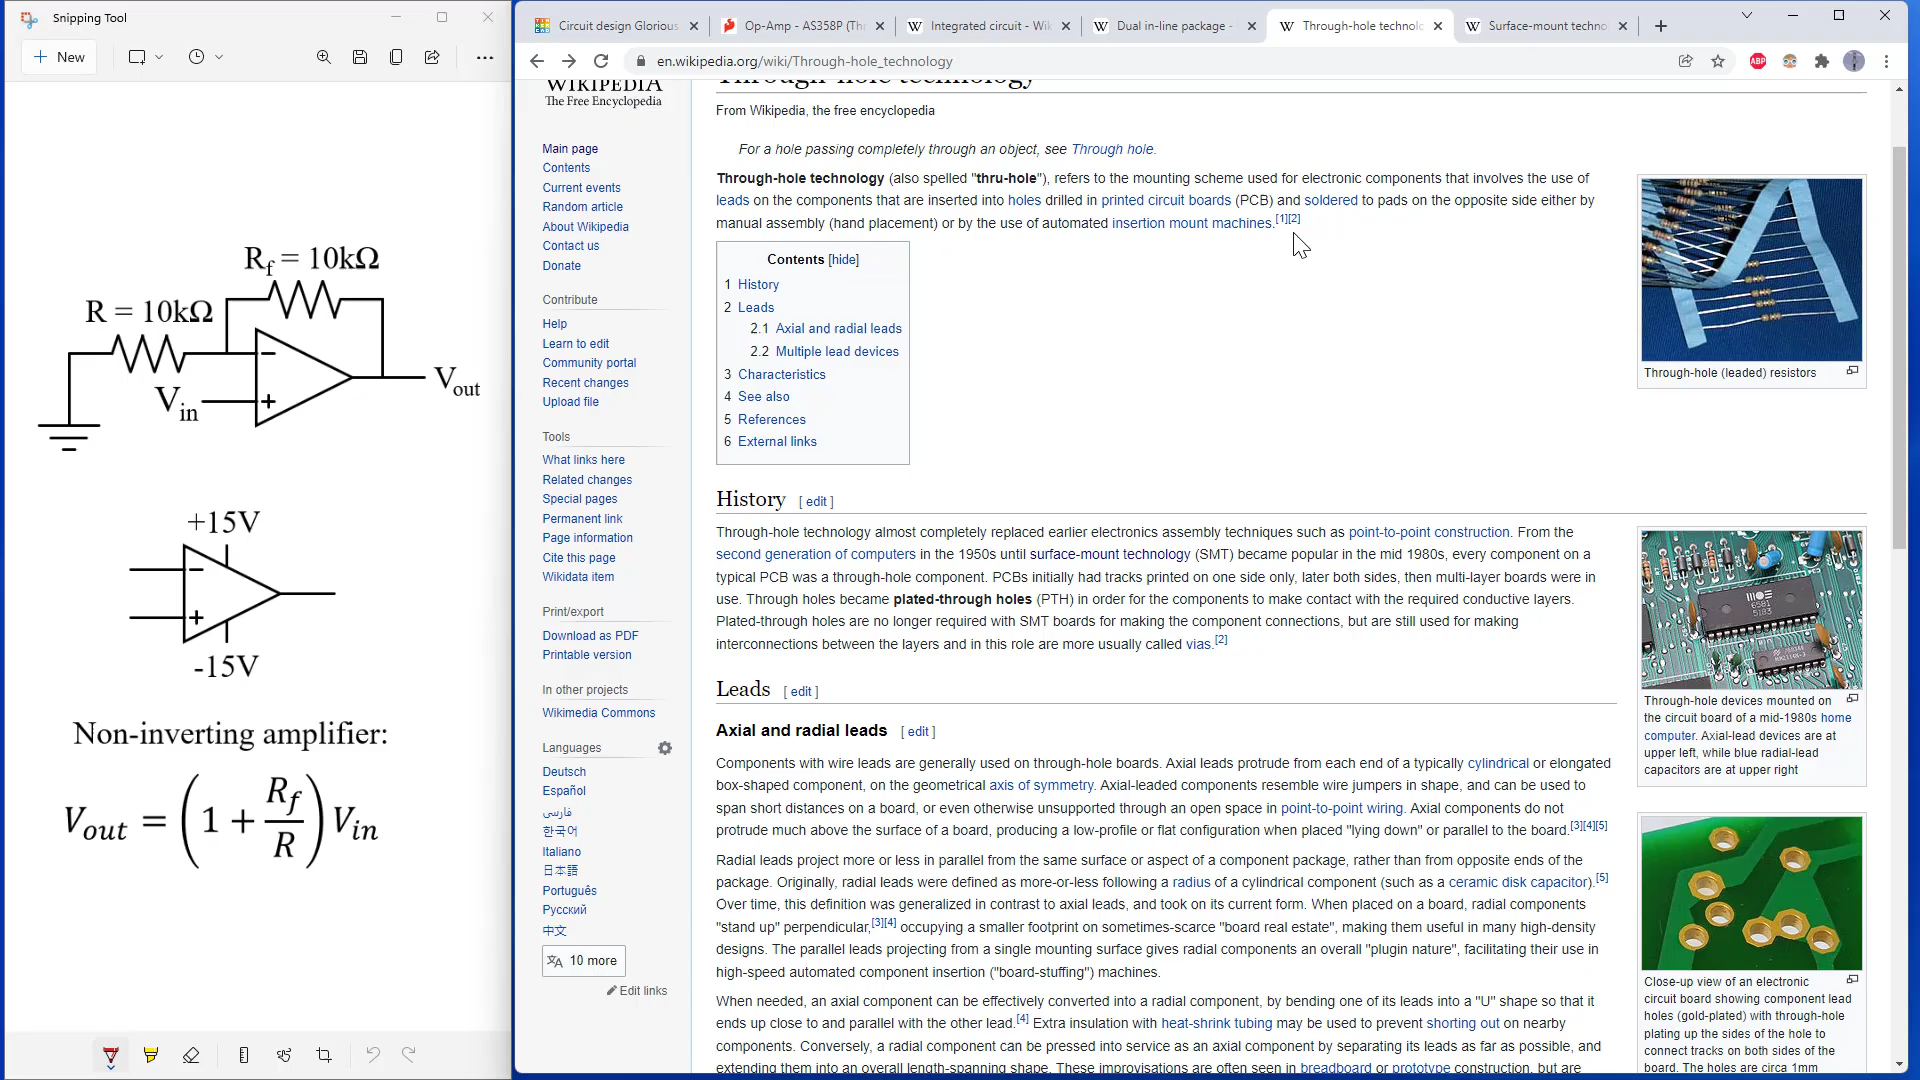 Snipping Tool
New
Rf = 10kΩ
R = 10kΩ
Vin
Vout
+15V
-15V
Non-inverting amplifier:
Vout = (1 + Rf/R) Vin
Circuit design Glorious
Op-Amp - AS358P (Thr
Integrated circuit - Wik
Dual in-line package -
Through-hole technolo
Surface-mount techno
en.wikipedia.org/wiki/Through-hole_technology
ABP
WIKIPEDIA
The Free Encyclopedia
Main page
Contents
Current events
Random article
About Wikipedia
Contact us
Donate
Contribute
Help
Learn to edit
Community portal
Recent changes
Upload file
Tools
What links here
Related changes
Special pages
Permanent link
Page information
Cite this page
Wikidata item
Print/export
Download as PDF
Printable version
In other projects
Wikimedia Commons
Languages
Deutsch
Español
فارسی
한국어
Italiano
日本語
Português
Русский
中文
10 more
Edit links
Through-hole technology
From Wikipedia, the free encyclopedia
For a hole passing completely through an object, see Through hole.
Through-hole technology (also spelled "thru-hole"), refers to the mounting scheme used for electronic components that involves the use of
leads on the components that are inserted into holes drilled in printed circuit boards (PCB) and soldered to pads on the opposite side either by
manual assembly (hand placement) or by the use of automated insertion mount machines.[1][2]
Contents [hide]
1 History
2 Leads
2.1 Axial and radial leads
2.2 Multiple lead devices
3 Characteristics
4 See also
5 References
6 External links
Through-hole (leaded) resistors
History [ edit ]
Through-hole technology almost completely replaced earlier electronics assembly techniques such as point-to-point construction. From the
second generation of computers in the 1950s until surface-mount technology (SMT) became popular in the mid 1980s, every component on a
typical PCB was a through-hole component. PCBs initially had tracks printed on one side only, later both sides, then multi-layer boards were in
use. Through holes became plated-through holes (PTH) in order for the components to make contact with the required conductive layers.
Plated-through holes are no longer required with SMT boards for making the component connections, but are still used for making
interconnections between the layers and in this role are more usually called vias.[2]
mos
6581
5183
Through-hole devices mounted on
the circuit board of a mid-1980s home
computer. Axial-lead devices are at
upper left, while blue radial-lead
capacitors are at upper right
Leads [ edit ]
Axial and radial leads [ edit ]
Components with wire leads are generally used on through-hole boards. Axial leads protrude from each end of a typically cylindrical or elongated
box-shaped component, on the geometrical axis of symmetry. Axial-leaded components resemble wire jumpers in shape, and can be used to
span short distances on a board, or even otherwise unsupported through an open space in point-to-point wiring. Axial components do not
protrude much above the surface of a board, producing a low-profile or flat configuration when placed "lying down" or parallel to the board.[3][4][5]
Radial leads project more or less in parallel from the same surface or aspect of a component package, rather than from opposite ends of the
package. Originally, radial leads were defined as more-or-less following a radius of a cylindrical component (such as a ceramic disk capacitor).[5]
Over time, this definition was generalized in contrast to axial leads, and took on its current form. When placed on a board, radial components
"stand up" perpendicular,[3][4] occupying a smaller footprint on sometimes-scarce "board real estate", making them useful in many high-density
designs. The parallel leads projecting from a single mounting surface gives radial components an overall "plugin nature", facilitating their use in
high-speed automated component insertion ("board-stuffing") machines.
When needed, an axial component can be effectively converted into a radial component, by bending one of its leads into a "U" shape so that it
ends up close to and parallel with the other lead.[4] Extra insulation with heat-shrink tubing may be used to prevent shorting out on nearby
components. Conversely, a radial component can be pressed into service as an axial component by separating its leads as far as possible, and
extending them into an overall length-spanning shape. These improvisations are often seen in breadboard or prototype construction, but are
Close-up view of an electronic
circuit board showing component lead
holes (gold-plated) with through-hole
plating up the sides of the hole to
connect tracks on both sides of the
board. The holes are circa 1mm